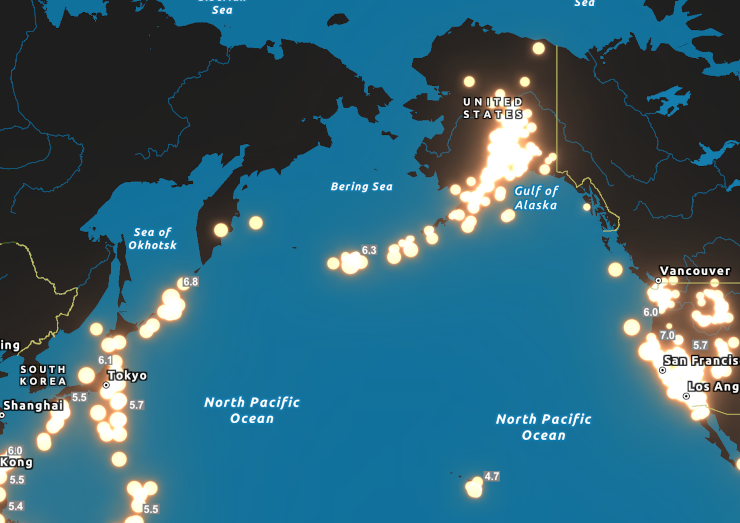 Sea
Sea
UNITED
STATES
Bering Sea
Gulf of
Alaska
Sea of
Okhotsk
6.3
Vancouver
6.8
6.0
7.0
5.7
ing
6.1
San Francis
SOUTH
KOREA
Tokyo
Los Ang
5.5
Shanghai
5.7
North Pacific
Ocean
North Pacific
Ocean
6.0
Kong
4.7
5.5
5.4
5.5